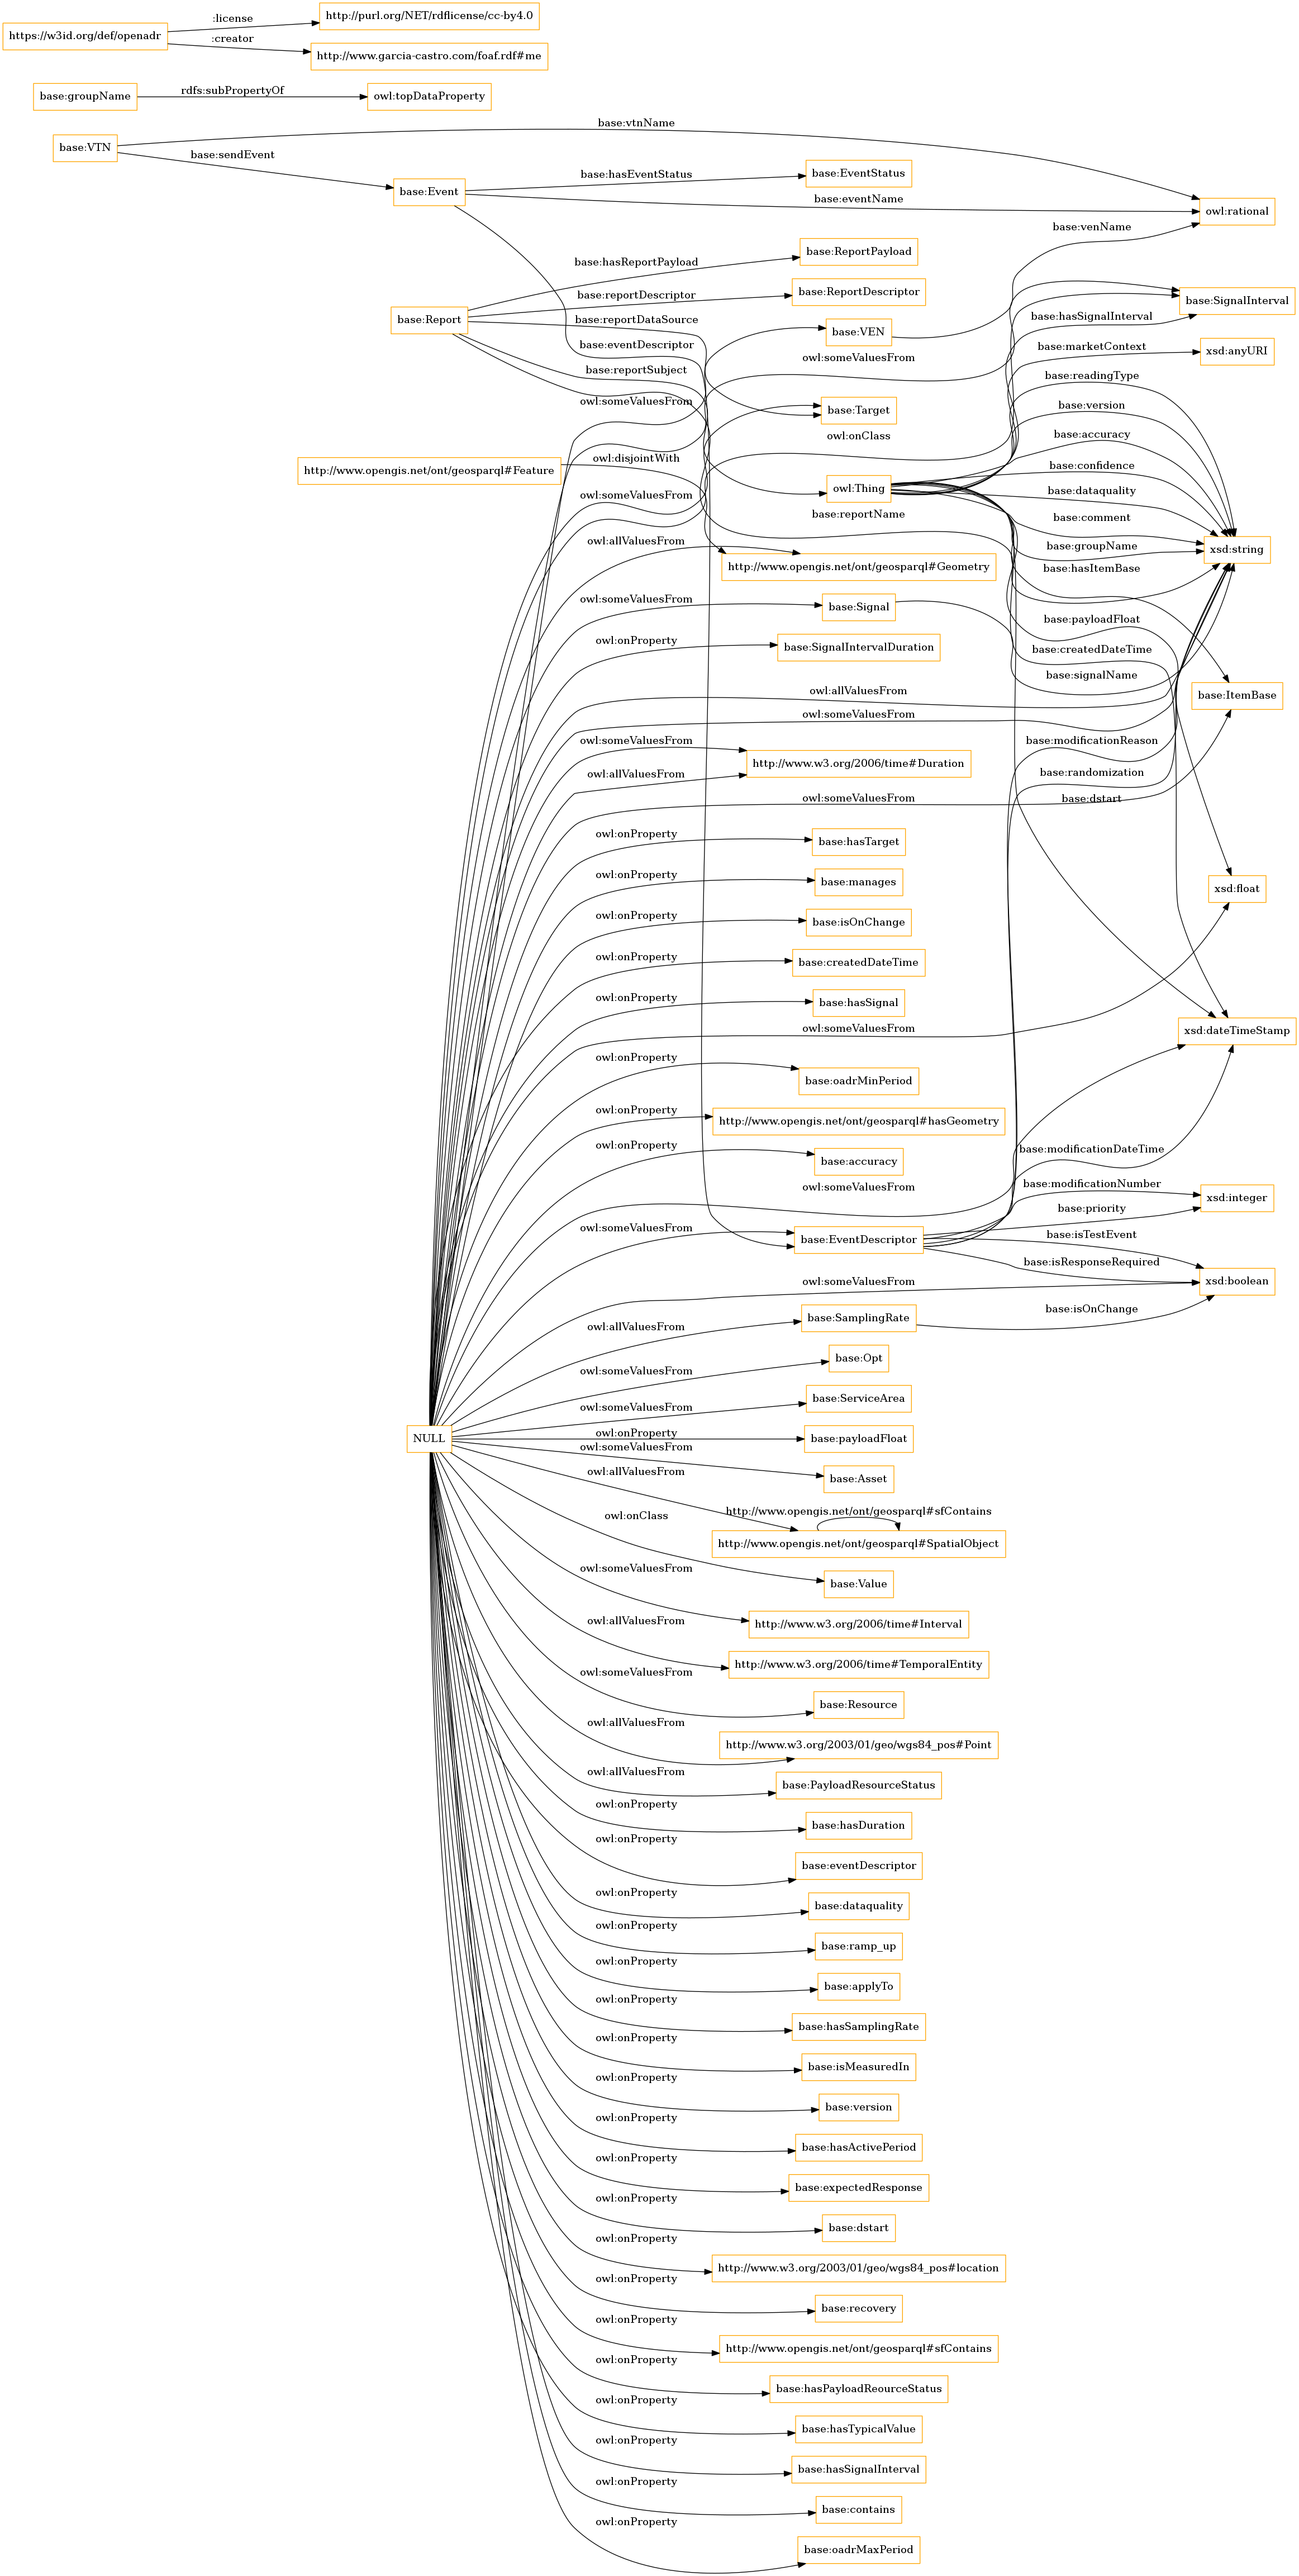 :license
http://purl.org/NET/rdflicense/cc-by4.0
https://w3id.org/def/openadr
:creator
http://www.garcia-castro.com/foaf.rdf#me
base:groupName
rdfs:subPropertyOf
owl:topDataProperty
base:vtnName
base:VTN
base:sendEvent
base:hasEventStatus
base:EventStatus
base:Event
base:eventName
owl:rational
base:venName
base:hasReportPayload
base:ReportPayload
base:reportDescriptor
base:ReportDescriptor
base:SignalInterval
base:Report
base:reportDataSource
base:hasSignalInterval
base:VEN
base:eventDescriptor
base:marketContext
xsd:anyURI
owl:someValuesFrom
base:reportSubject
base:readingType
owl:someValuesFrom
base:Target
base:version
owl:onClass
base:accuracy
owl:disjointWith
http://www.opengis.net/ont/geosparql#Feature
base:confidence
owl:someValuesFrom
owl:Thing
base:dataquality
base:reportName
base:comment
owl:allValuesFrom
base:groupName
xsd:string
http://www.opengis.net/ont/geosparql#Geometry
base:hasItemBase
owl:someValuesFrom
base:Signal
base:payloadFloat
owl:onProperty
base:SignalIntervalDuration
base:createdDateTime
base:signalName
owl:allValuesFrom
base:ItemBase
owl:someValuesFrom
owl:someValuesFrom
base:modificationReason
http://www.w3.org/2006/time#Duration
owl:allValuesFrom
base:randomization
owl:someValuesFrom
base:dstart
owl:onProperty
base:hasTarget
owl:onProperty
base:manages
xsd:float
owl:onProperty
base:isOnChange
owl:onProperty
base:createdDateTime
owl:onProperty
base:hasSignal
owl:someValuesFrom
xsd:dateTimeStamp
owl:onProperty
base:oadrMinPeriod
owl:onProperty
http://www.opengis.net/ont/geosparql#hasGeometry
owl:onProperty
base:accuracy
base:modificationDateTime
owl:someValuesFrom
base:modificationNumber
xsd:integer
base:priority
owl:someValuesFrom
base:EventDescriptor
base:isTestEvent
base:isResponseRequired
owl:someValuesFrom
xsd:boolean
base:SamplingRate
base:isOnChange
owl:allValuesFrom
base:Opt
owl:someValuesFrom
base:ServiceArea
owl:someValuesFrom
NULL
owl:onProperty
base:payloadFloat
owl:someValuesFrom
base:Asset
owl:allValuesFrom
http://www.opengis.net/ont/geosparql#sfContains
owl:onClass
http://www.opengis.net/ont/geosparql#SpatialObject
base:Value
owl:someValuesFrom
http://www.w3.org/2006/time#Interval
owl:allValuesFrom
http://www.w3.org/2006/time#TemporalEntity
owl:someValuesFrom
base:Resource
owl:allValuesFrom
http://www.w3.org/2003/01/geo/wgs84_pos#Point
owl:allValuesFrom
base:PayloadResourceStatus
owl:onProperty
base:hasDuration
owl:onProperty
base:eventDescriptor
owl:onProperty
base:dataquality
owl:onProperty
base:ramp_up
owl:onProperty
base:applyTo
owl:onProperty
base:hasSamplingRate
owl:onProperty
base:isMeasuredIn
owl:onProperty
base:version
owl:onProperty
base:hasActivePeriod
owl:onProperty
base:expectedResponse
owl:onProperty
base:dstart
owl:onProperty
http://www.w3.org/2003/01/geo/wgs84_pos#location
owl:onProperty
base:recovery
owl:onProperty
http://www.opengis.net/ont/geosparql#sfContains
owl:onProperty
base:hasPayloadReourceStatus
owl:onProperty
base:hasTypicalValue
owl:onProperty
base:hasSignalInterval
owl:onProperty
base:contains
owl:onProperty
base:oadrMaxPeriod